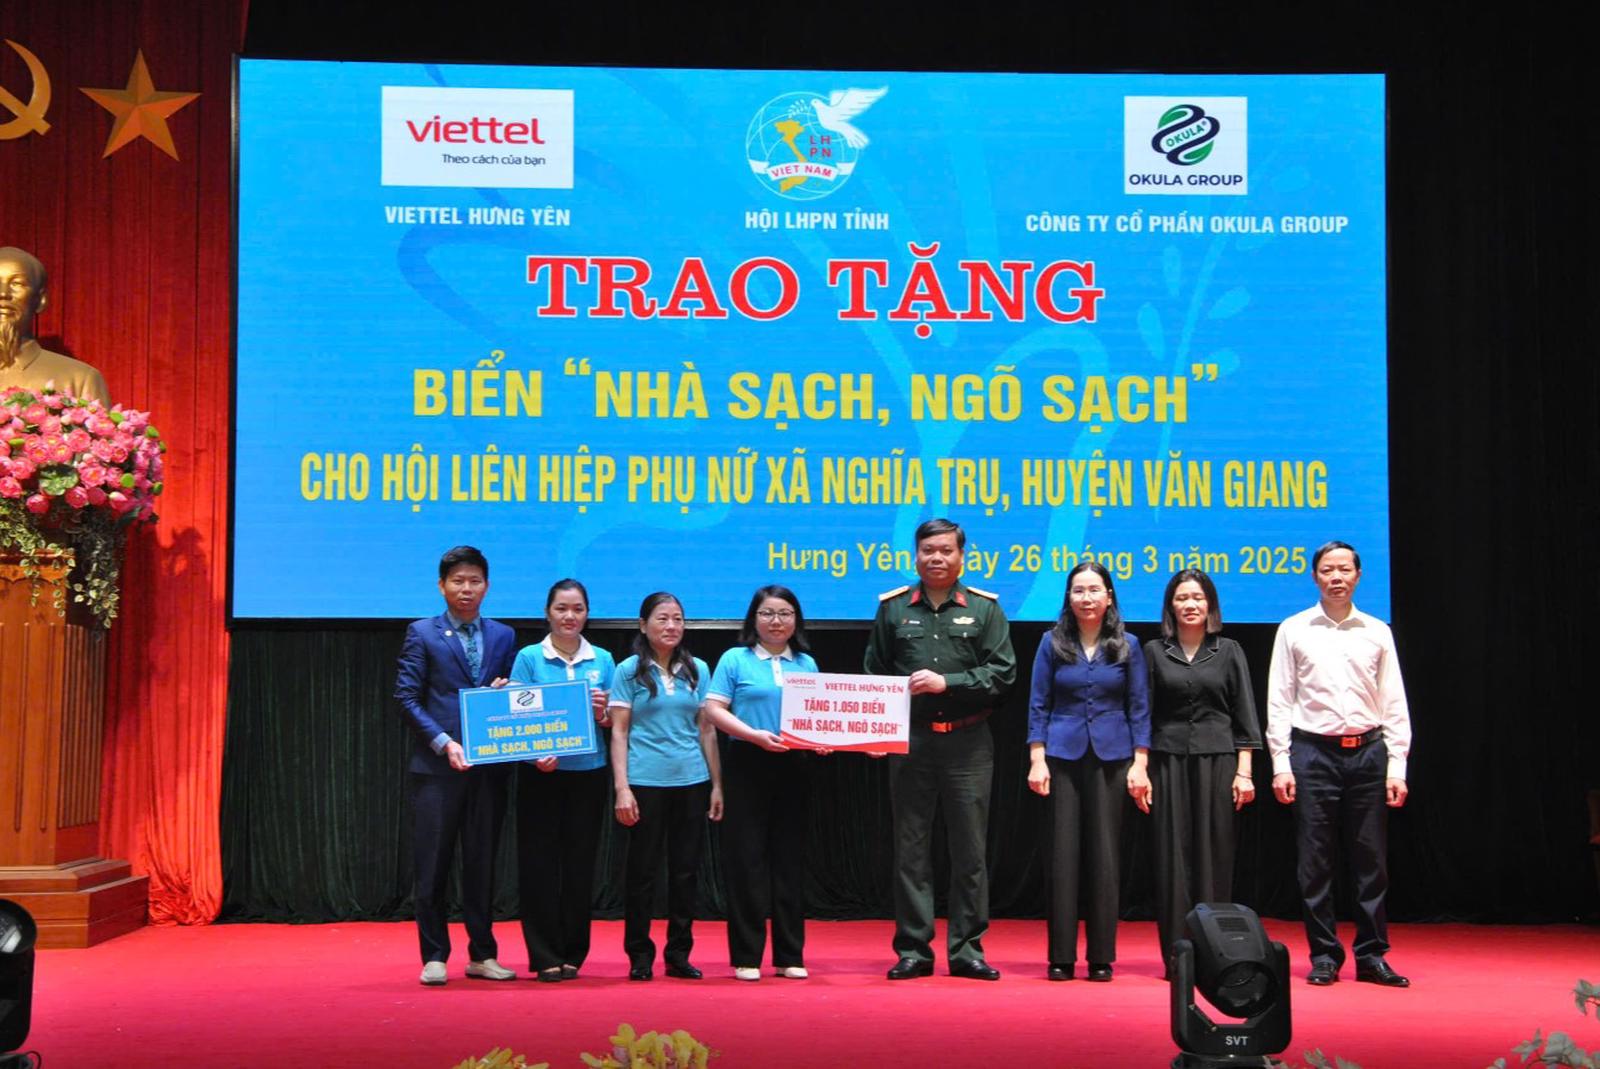 viettel
Theo cách của bạn
VIETTEL HƯNG YÊN
LH
PN
VIET NAM
HỘI LHPN TỈNH
OKULA®
OKULA GROUP
CÔNG TY CỔ PHẦN OKULA GROUP
TRAO TẶNG
BIỂN “NHÀ SẠCH, NGÕ SẠCH”
CHO HỘI LIÊN HIỆP PHỤ NỮ XÃ NGHĨA TRỤ, HUYỆN VĂN GIANG
Hưng Yên, ngày 26 tháng 3 năm 2025
TẶNG 2.000 BIỂN
"NHÀ SẠCH, NGÕ SẠCH"
viettel
VIETTEL HƯNG YÊN
TẶNG 1.050 BIỂN
"NHÀ SẠCH, NGÕ SẠCH"
SVT